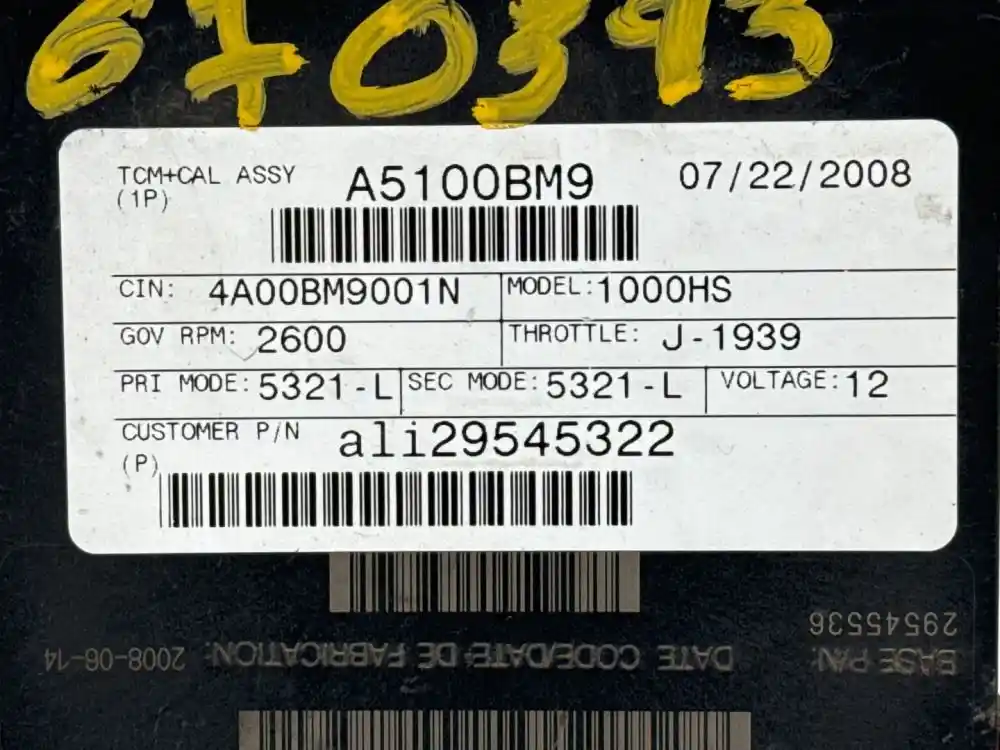 670393
TCM+CAL ASSY
(1P)
A5100BM9
07/22/2008
CIN: 4A00BM9001N
MODEL: 1000HS
GOV RPM: 2600
THROTTLE: J-1939
PRI MODE: 5321-L
SEC MODE: 5321-L
VOLTAGE: 12
CUSTOMER P/N
(P)
ali29545322
BASE P/N:
29545536
DATE CODE/DATE DE FABRICATION: 2008-06-14